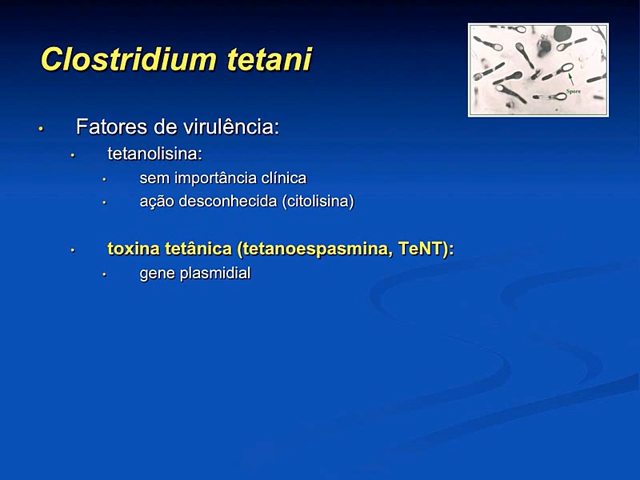 Clostridium tetani
Spore
• Fatores de virulência:
• tetanolisina:
• sem importância clínica
• ação desconhecida (citolisina)
• toxina tetânica (tetanoespasmina, TeNT):
• gene plasmidial